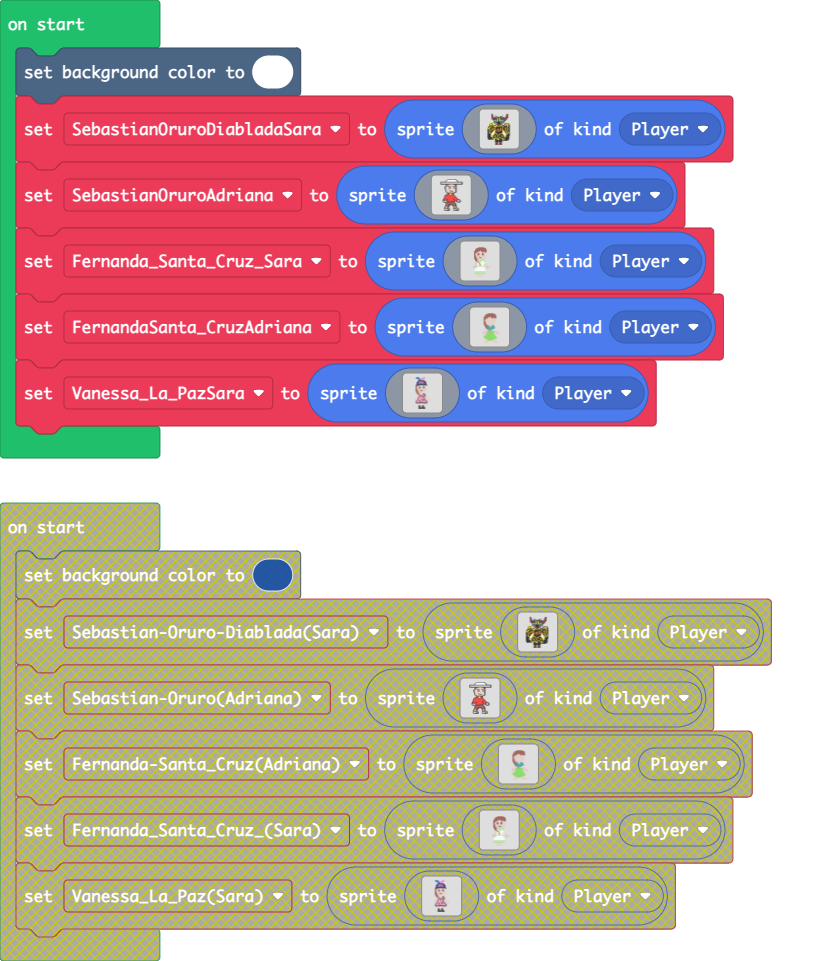 on start
set background color to
set SebastianOruroDiabladaSara to sprite of kind Player
set SebastianOruroAdriana to sprite of kind Player
set Fernanda_Santa_Cruz_Sara to sprite of kind Player
set FernandaSanta_CruzAdriana to sprite of kind Player
set Vanessa_La_PazSara to sprite of kind Player
on start
set background color to
set Sebastian-Oruro-Diablada(Sara) to sprite of kind Player
set Sebastian-Oruro(Adriana) to sprite of kind Player
set Fernanda-Santa_Cruz(Adriana) to sprite of kind Player
set Fernanda_Santa_Cruz_(Sara) to sprite of kind Player
set Vanessa_La_Paz(Sara) to sprite of kind Player